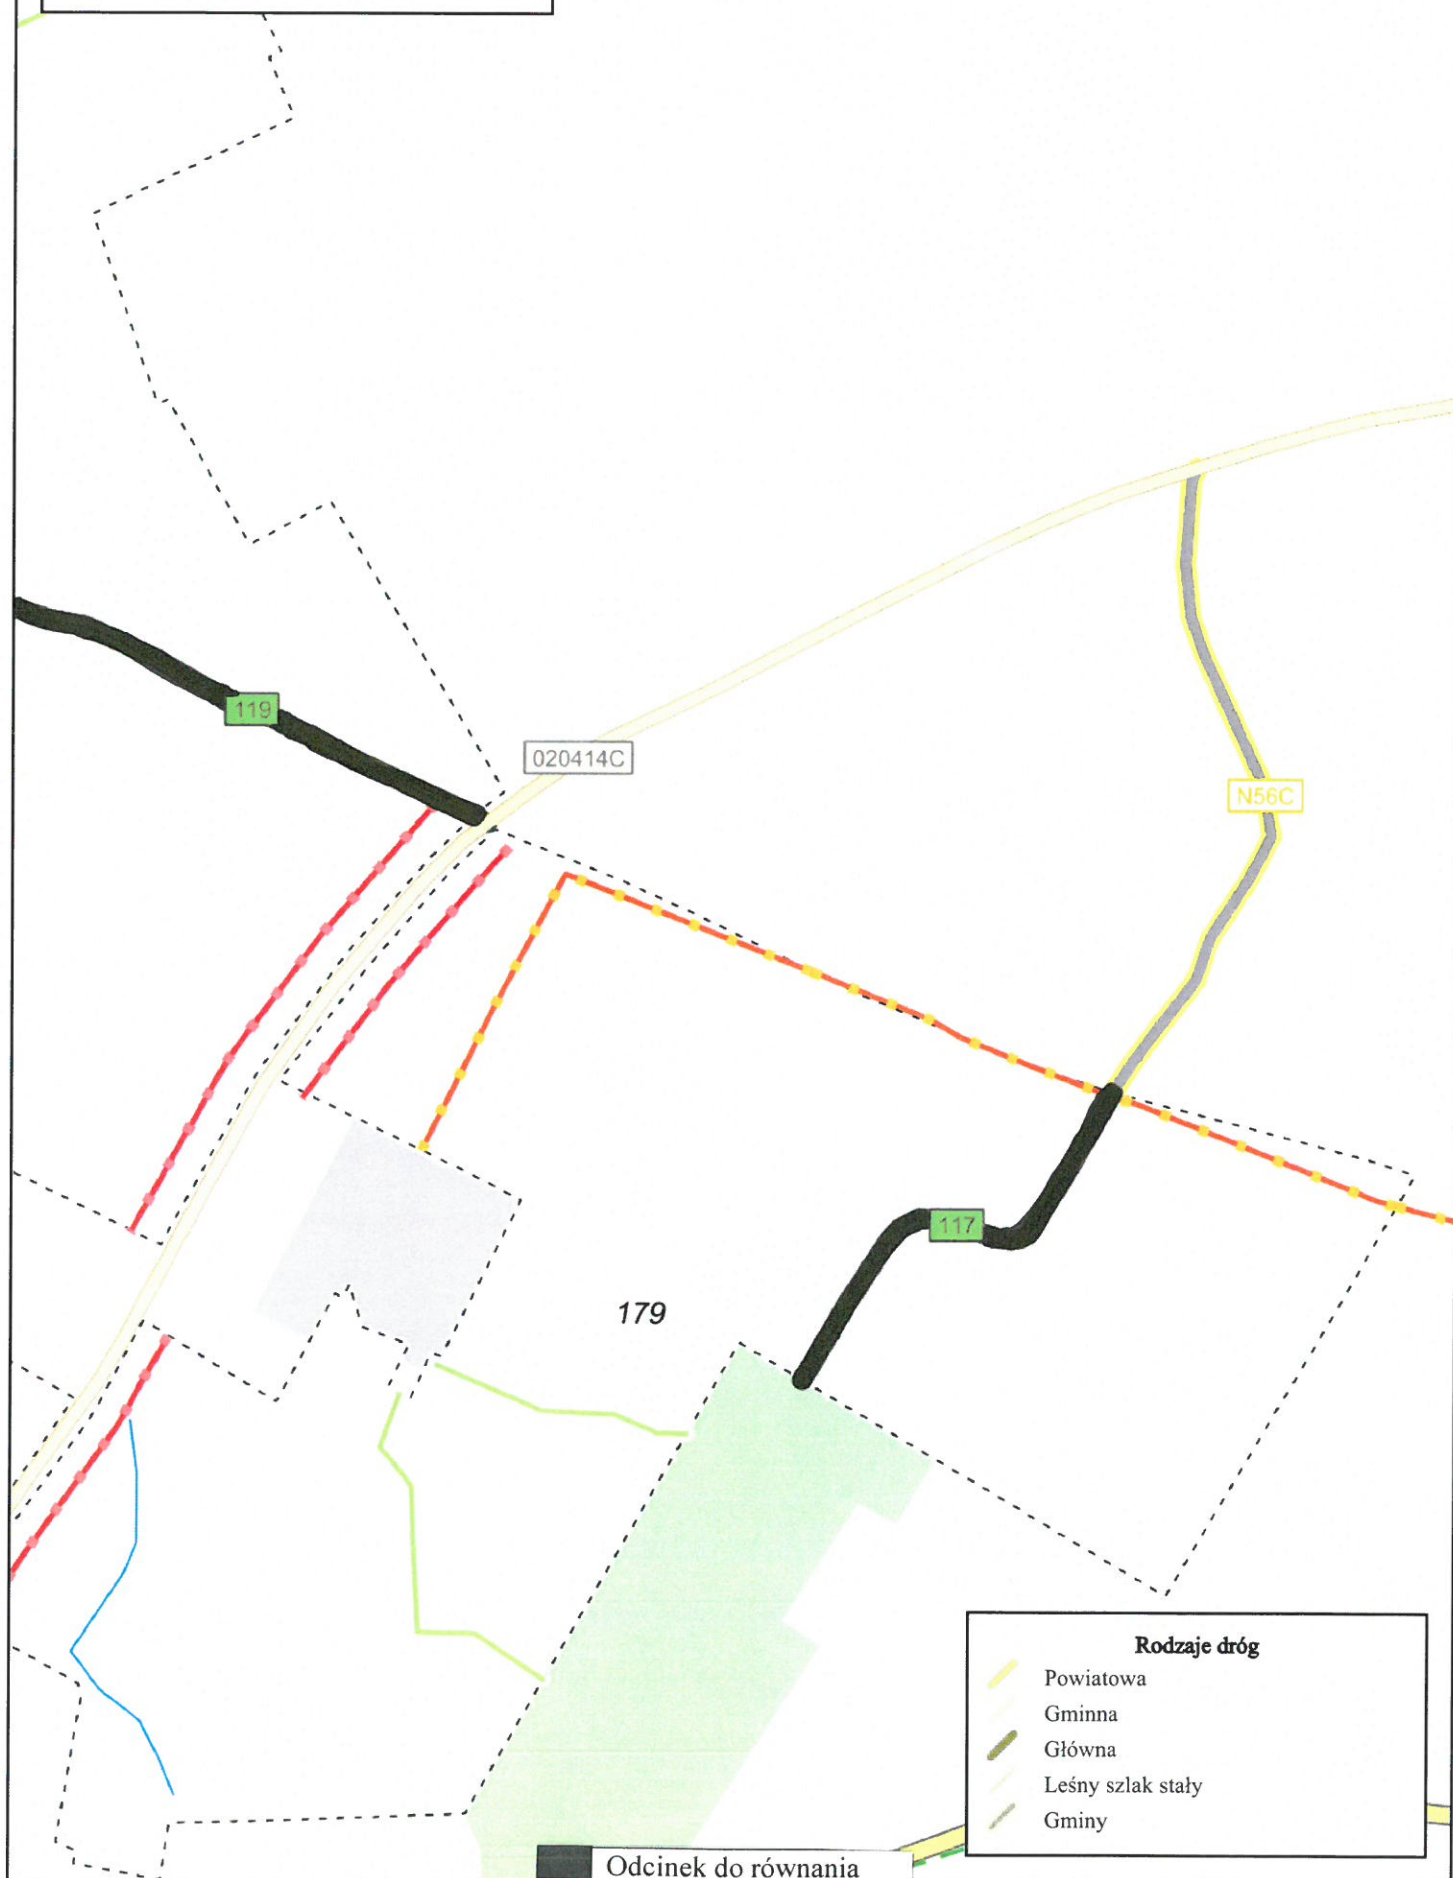 119
020414C
N56C
117
179
Rodzaje dróg
Powiatowa
Gminna
Główna
Leśny szlak stały
Gminy
Odcinek do równania